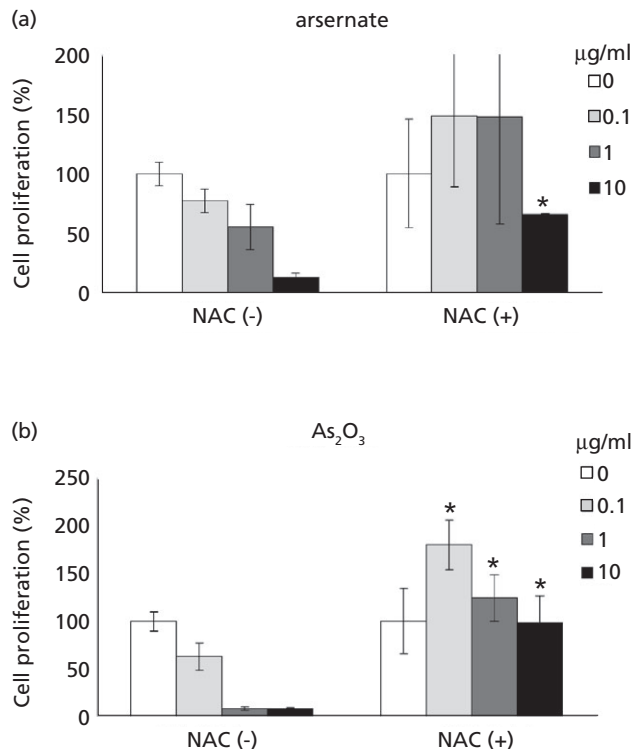 (a)
arsernate
μg/ml
0
0.1
1
10
Cell proliferation (%)
200
150
100
50
0
*
NAC (-)
NAC (+)
(b)
As₂O₃
μg/ml
0
0.1
1
10
Cell proliferation (%)
250
200
150
100
50
0
*
*
*
NAC (-)
NAC (+)